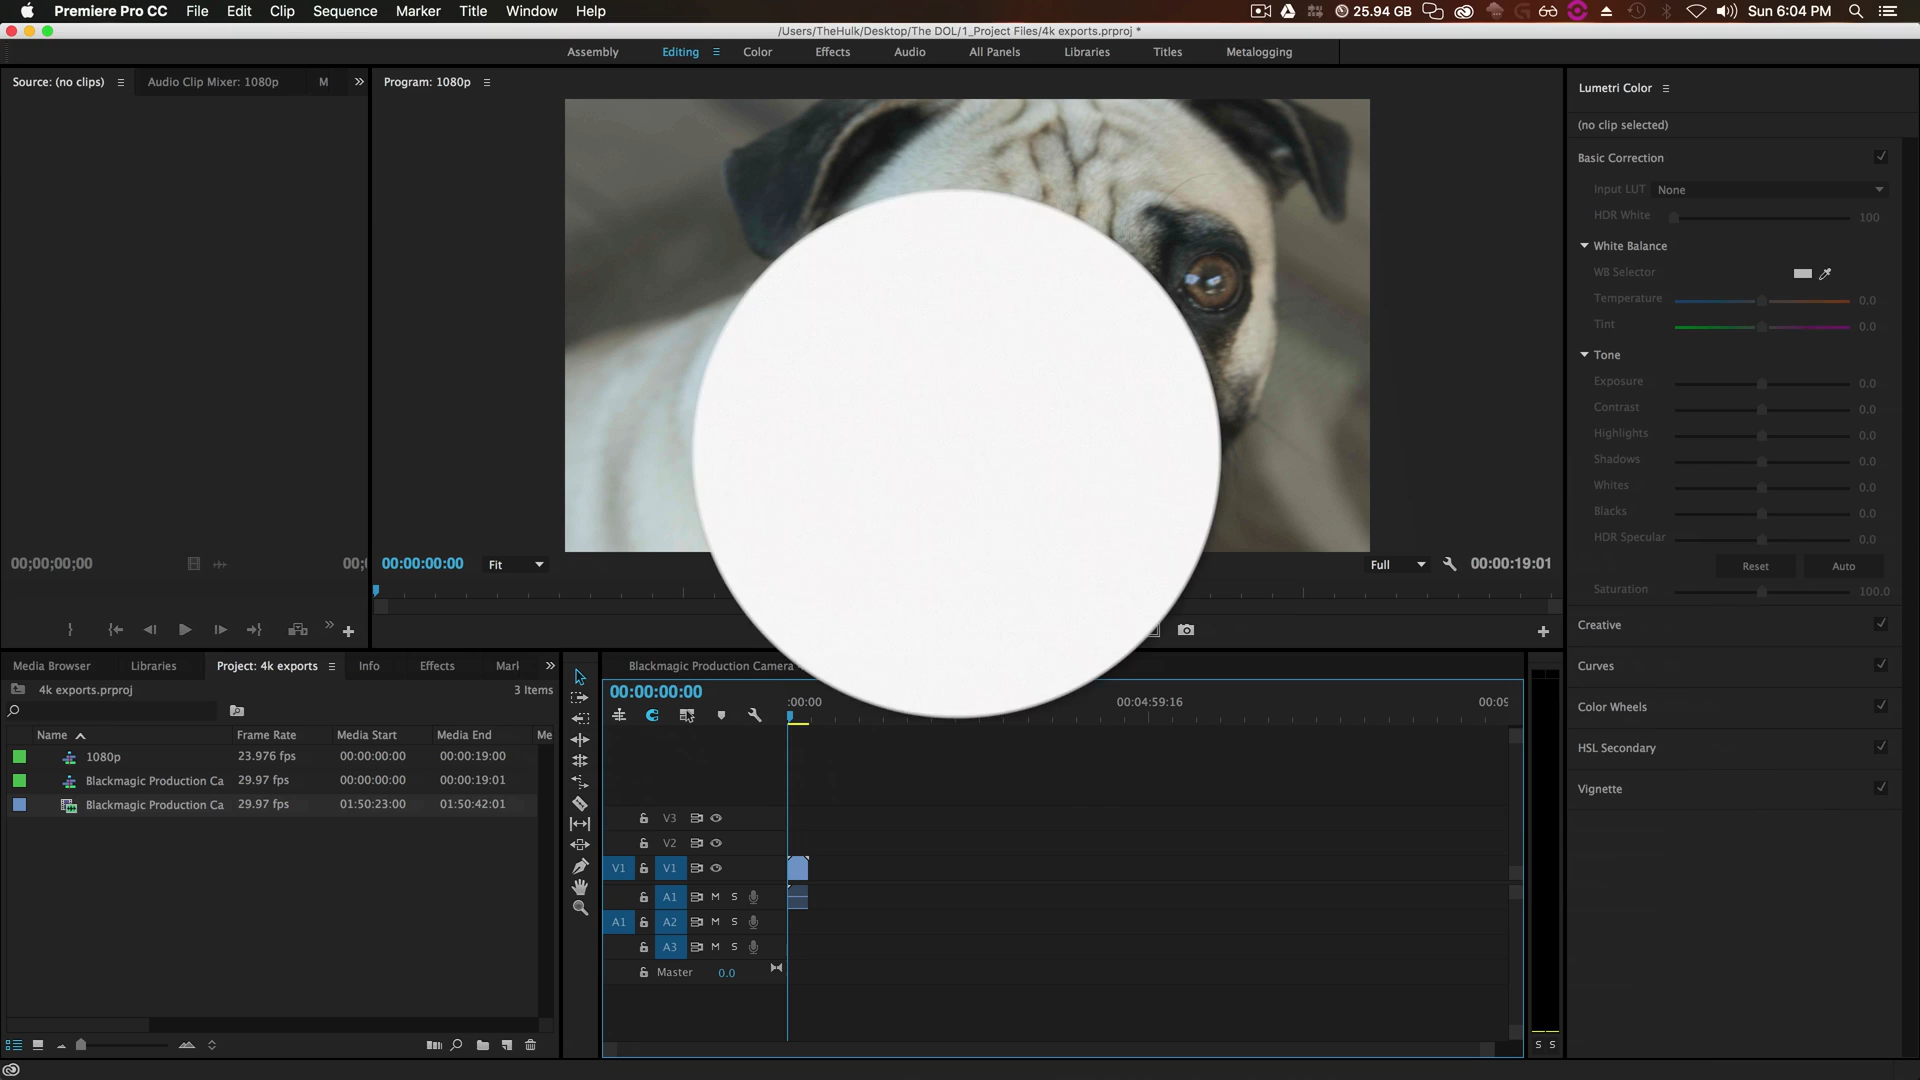 Premiere Pro CC File Edit Clip Sequence Marker Title Window Help 25.94 GB Sun 6:04 PM
/Users/TheHulk/Desktop/The DOL/1_Project Files/4k exports.prproj *
Assembly Editing Color Effects Audio All Panels Libraries Titles Metalogging
Source: (no clips) Audio Clip Mixer: 1080p M
Program: 1080p
Lumetri Color
(no clip selected)
Basic Correction
Input LUT None
HDR White 100
White Balance
WB Selector
Temperature 0.0
Tint 0.0
Tone
Exposure 0.0
Contrast 0.0
Highlights 0.0
Shadows 0.0
Whites 0.0
Blacks 0.0
HDR Specular 0.0
Reset Auto
Saturation 100.0
Creative
Curves
Color Wheels
HSL Secondary
Vignette
00;00;00;00 00;
00:00:00:00 Fit Full 00:00:19:01
Media Browser Libraries Project: 4k exports Info Effects Mark
4k exports.prproj 3 Items
Name Frame Rate Media Start Media End Me
1080p 23.976 fps 00:00:00:00 00:00:19:00
Blackmagic Production Ca 29.97 fps 00:00:00:00 00:00:19:01
Blackmagic Production Ca 29.97 fps 01:50:23:00 01:50:42:01
Blackmagic Production Camera
00:00:00:00
:00:00 00:04:59:16 00:09
V3
V2
V1 V1
A1 M S
A1 A2 M S
A3 M S
Master 0.0
S S